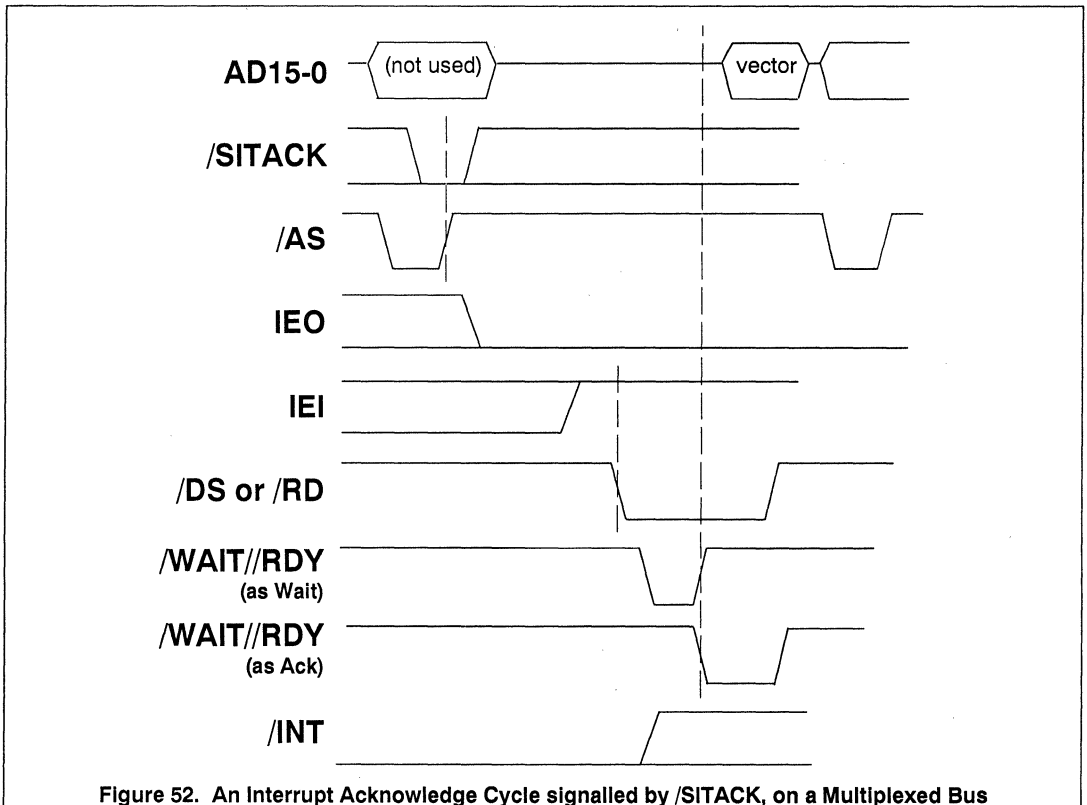 AD15-0
(not used)
vector
/SITACK
/AS
IEO
IEI
/DS or /RD
/WAIT//RDY
(as Wait)
/WAIT//RDY
(as Ack)
/INT
Figure 52. An Interrupt Acknowledge Cycle signalled by /SITACK, on a Multiplexed Bus